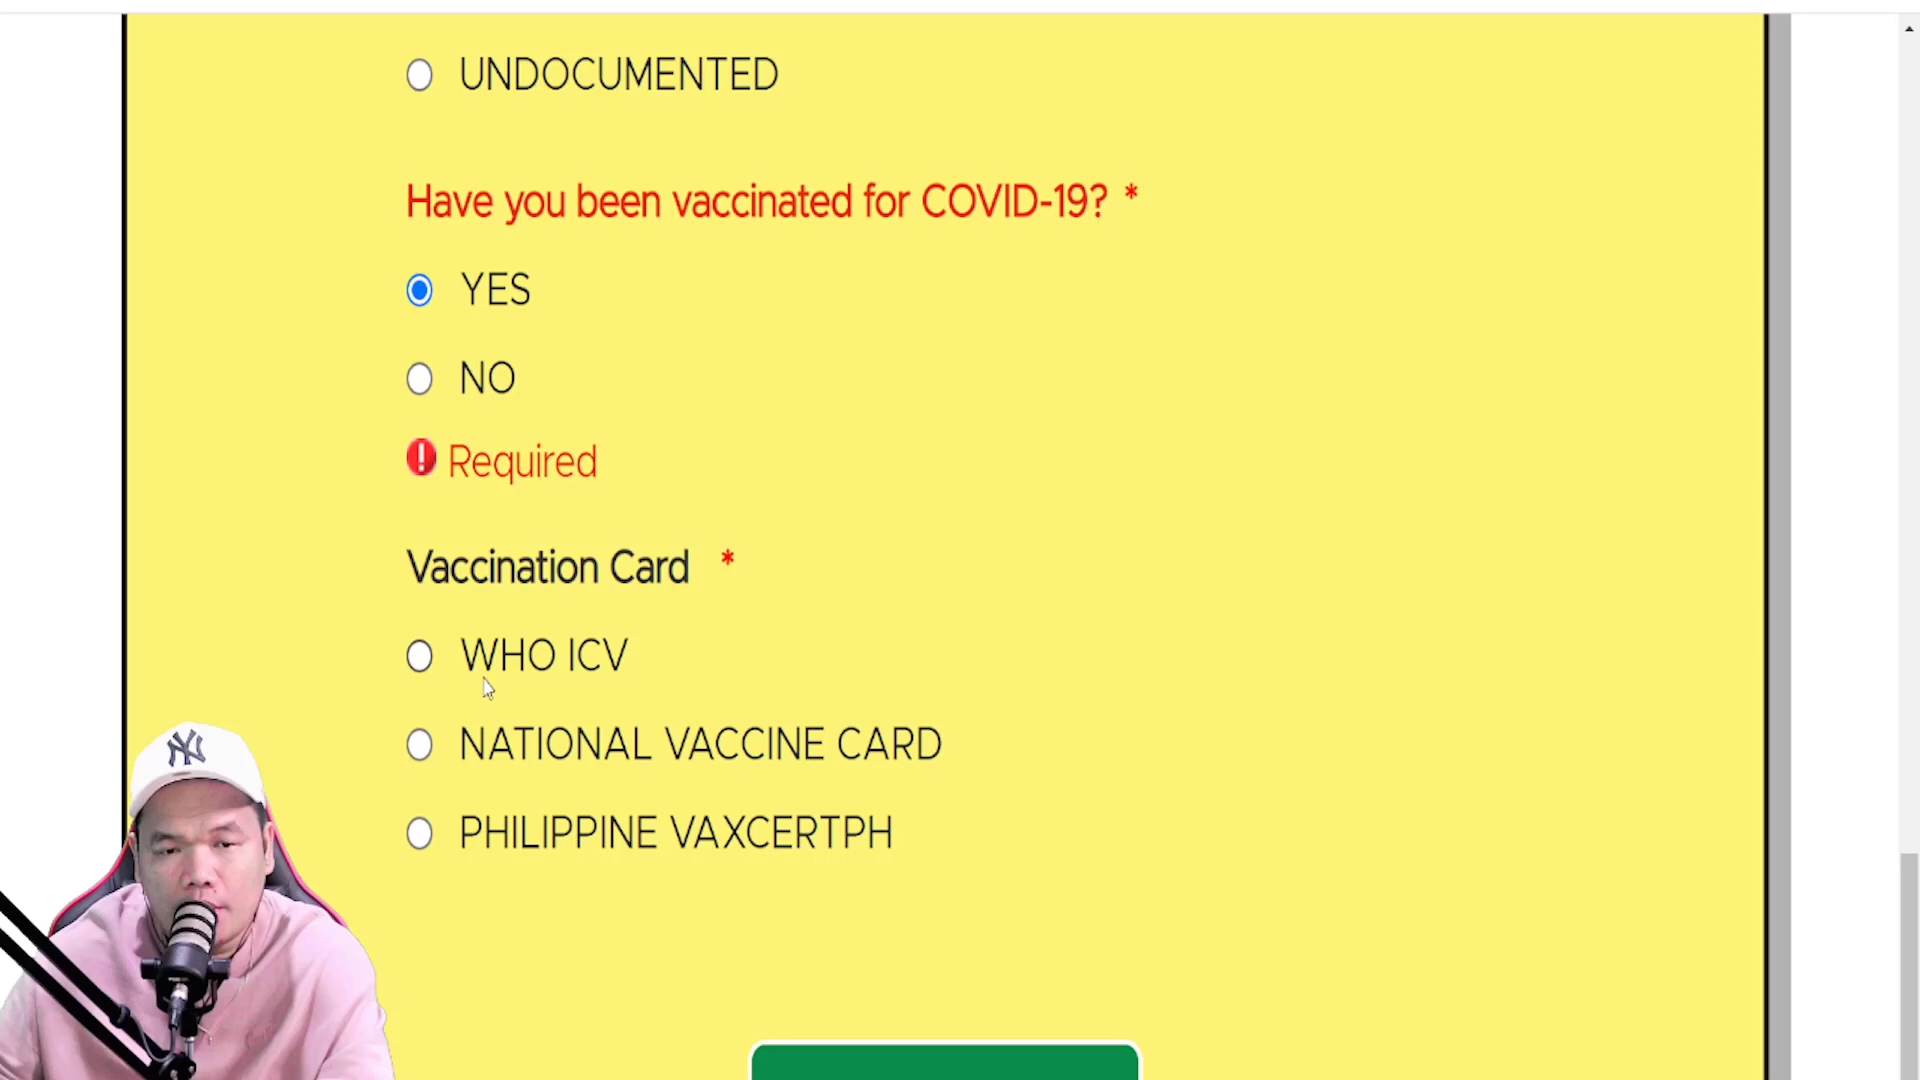 UNDOCUMENTED
Have you been vaccinated for COVID-19? *
YES
NO
! Required
Vaccination Card *
WHO ICV
NATIONAL VACCINE CARD
PHILIPPINE VAXCERTPH
NY